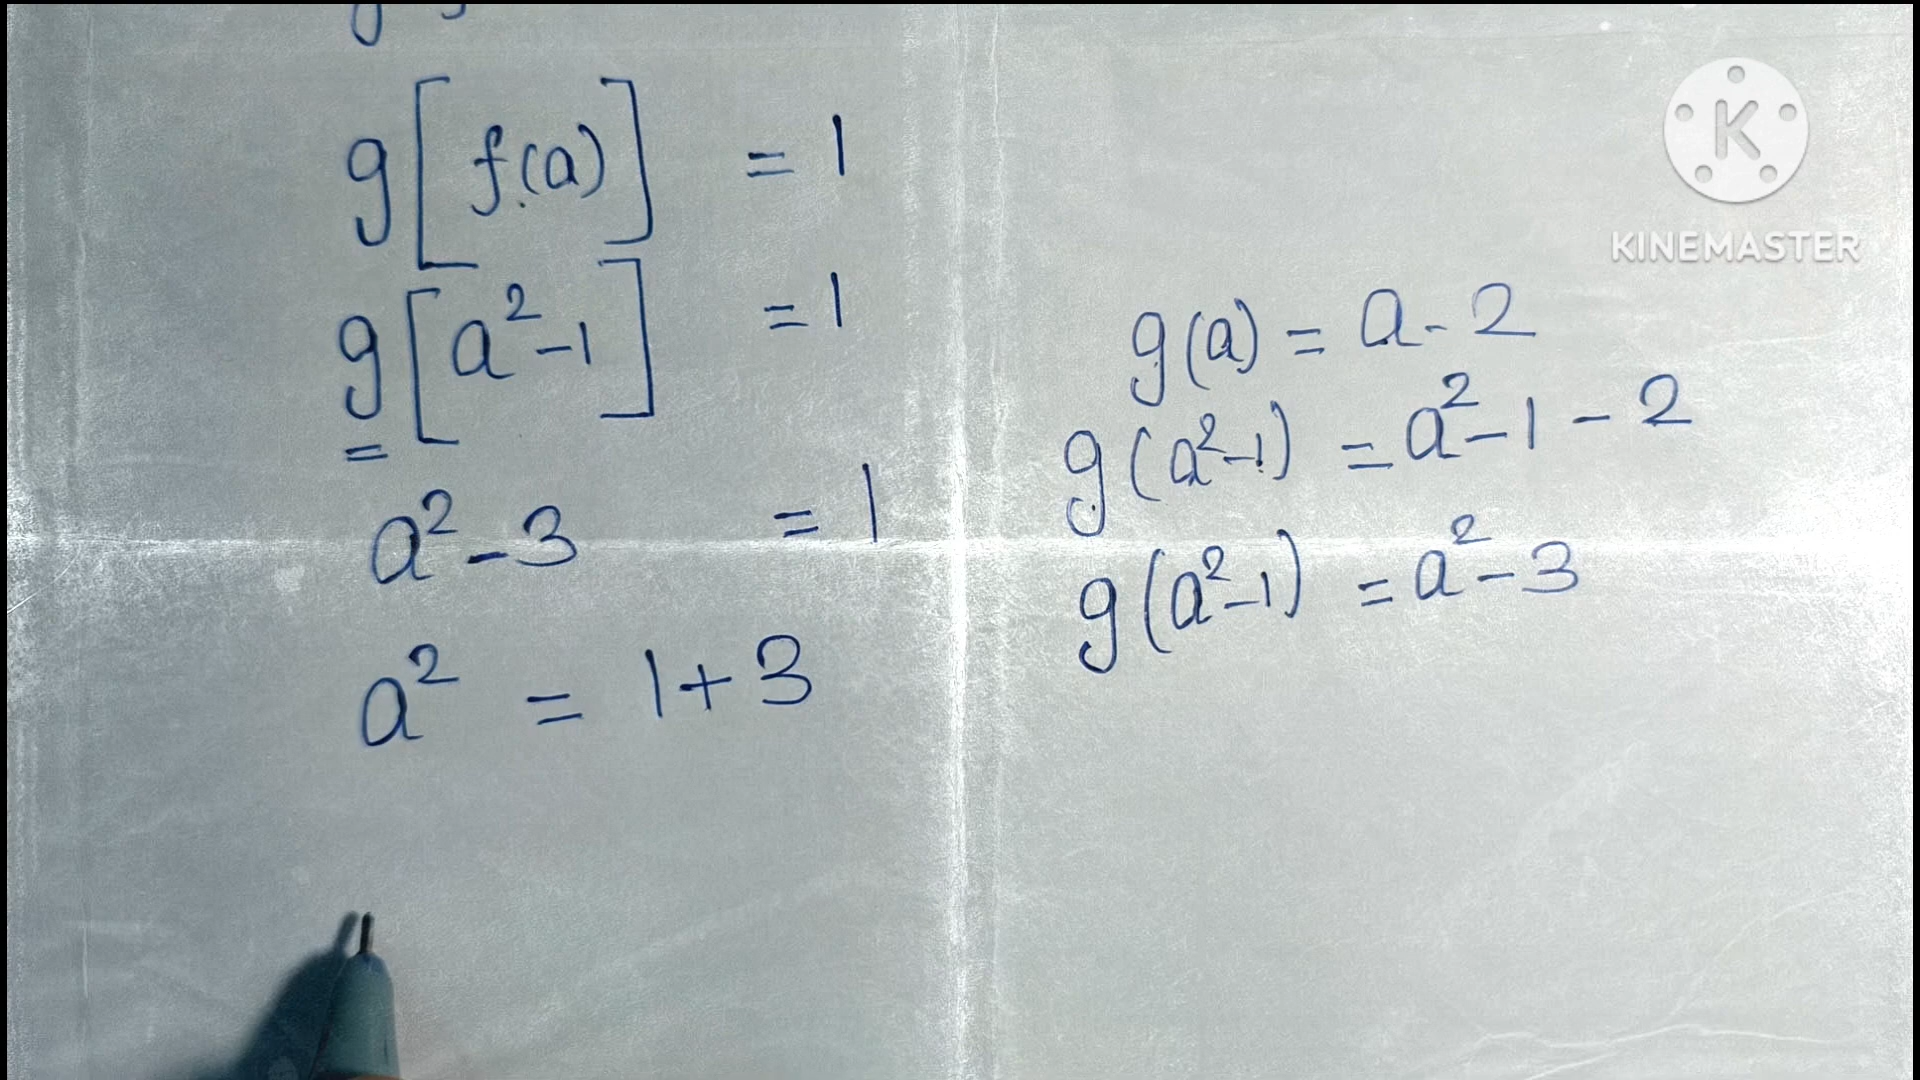 g[f(a)] = 1
g[a²-1] = 1
a²-3 = 1
a² = 1+3
g(a) = a-2
g(a²-1) = a²-1-2
g(a²-1) = a²-3
K
KINEMASTER